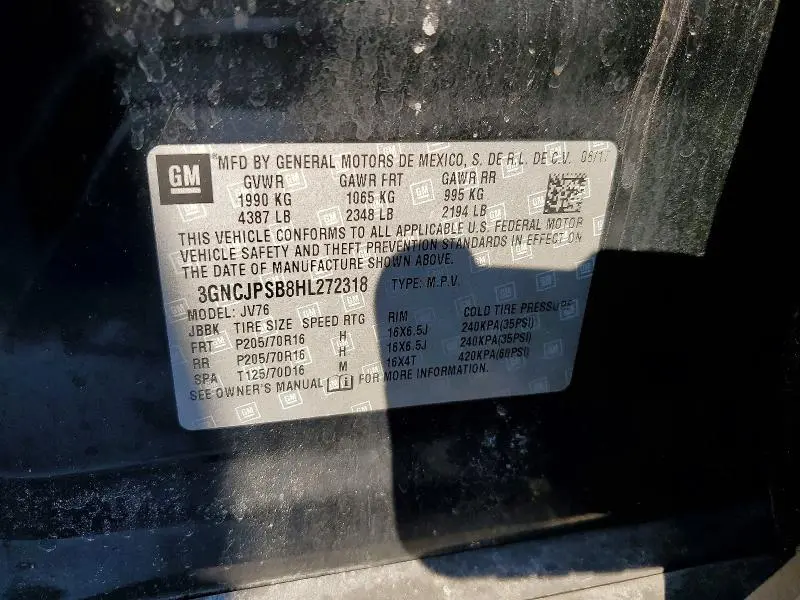 GM
MFD BY GENERAL MOTORS DE MEXICO, S. DE R.L. DE C.V. 06/17
GVWR GAWR FRT GAWR RR
1990 KG 1065 KG 995 KG
4387 LB 2348 LB 2194 LB
THIS VEHICLE CONFORMS TO ALL APPLICABLE U.S. FEDERAL MOTOR
VEHICLE SAFETY AND THEFT PREVENTION STANDARDS IN EFFECT ON
THE DATE OF MANUFACTURE SHOWN ABOVE.
3GNCJPSB8HL272318 TYPE: M.P.V.
MODEL: JV76
JBBK TIRE SIZE SPEED RTG RIM COLD TIRE PRESSURE
FRT P205/70R16 H 16X6.5J 240KPA(35PSI)
RR P205/70R16 H 16X6.5J 240KPA(35PSI)
SPA T125/70D16 M 16X4T 420KPA(60PSI)
SEE OWNER'S MANUAL FOR MORE INFORMATION.